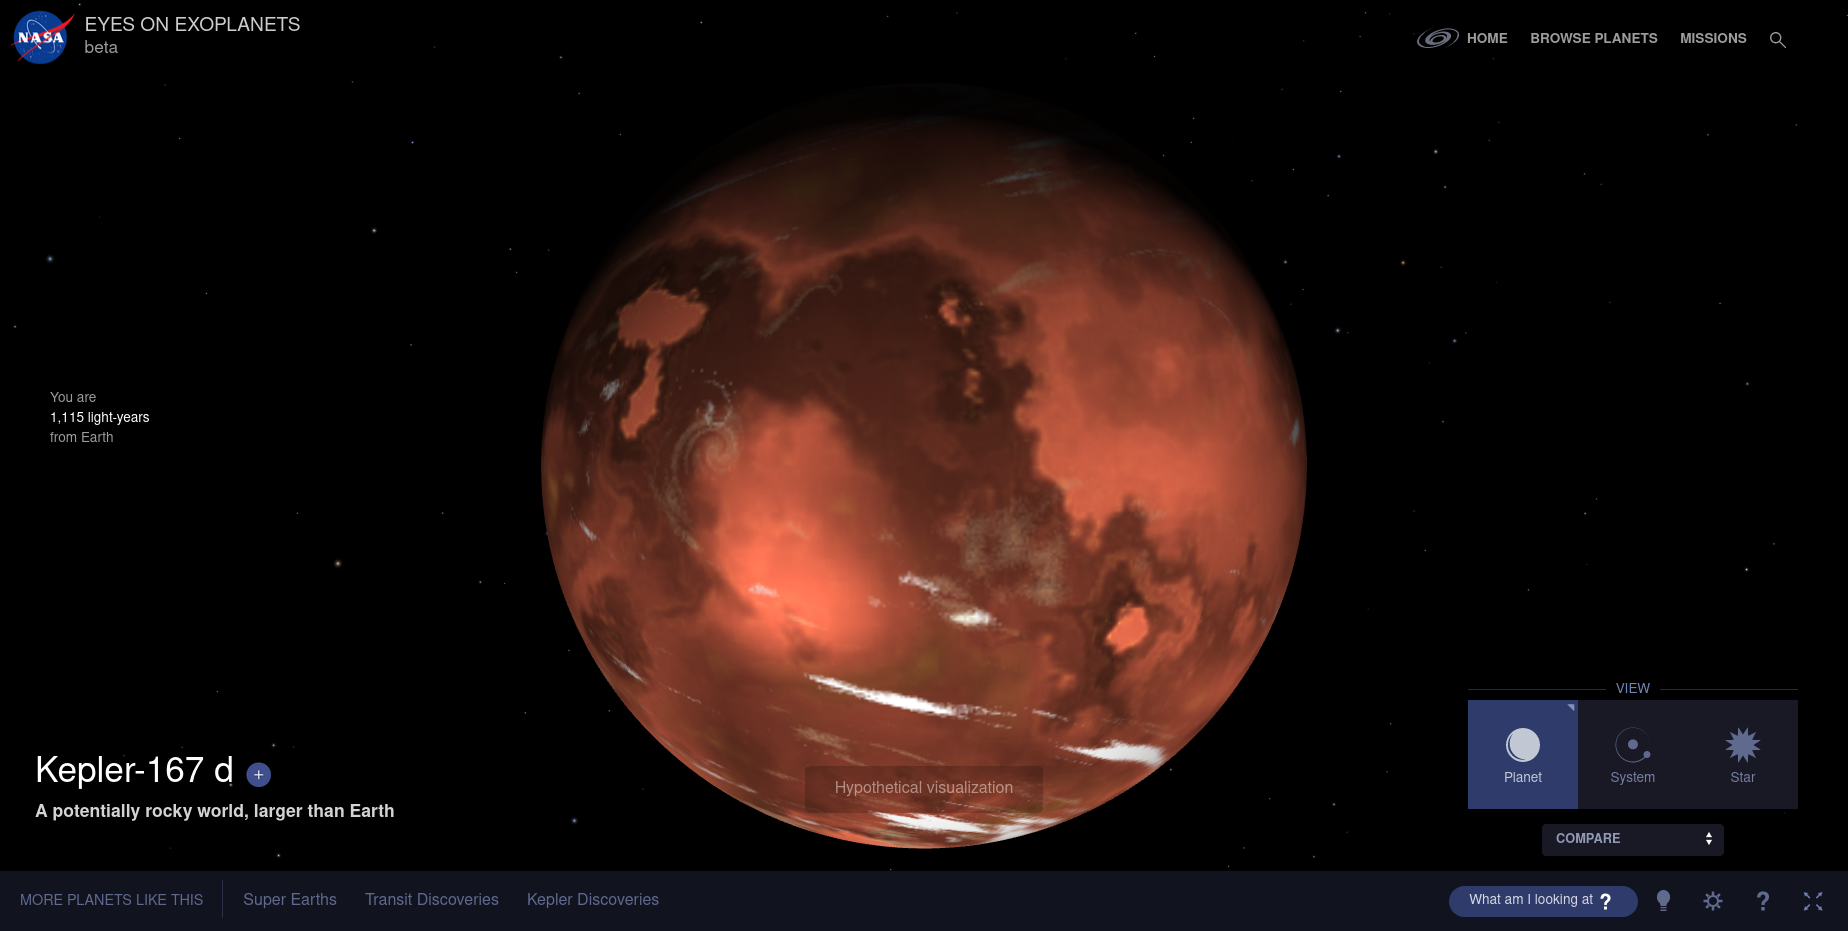 NASA
EYES ON EXOPLANETS
beta
HOME
BROWSE PLANETS
MISSIONS
You are
1,115 light-years
from Earth
Kepler-167 d +
A potentially rocky world, larger than Earth
Hypothetical visualization
VIEW
Planet
System
Star
COMPARE
MORE PLANETS LIKE THIS
Super Earths
Transit Discoveries
Kepler Discoveries
What am I looking at ?
?